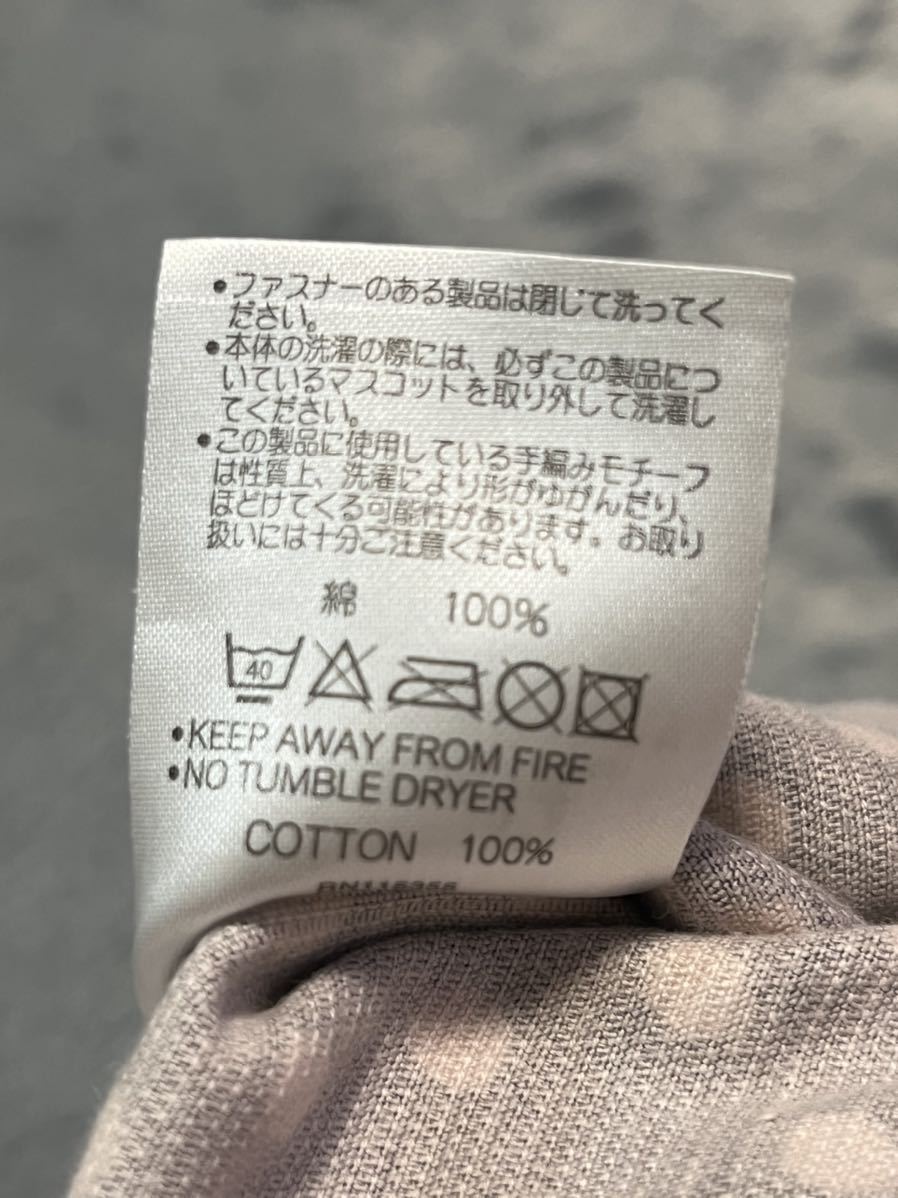 •ファスナーのある製品は閉じて洗ってく
ださい。
•本体の洗濯の際には、必ずこの製品につ
いているマスコットを取り外して洗濯し
てください。
•この製品に使用している手編みモチーフ
は性質上、洗濯により形がゆがんだり、
ほどけてくる可能性があります。お取り
扱いには十分ご注意ください。
綿 100%
40
•KEEP AWAY FROM FIRE
•NO TUMBLE DRYER
COTTON 100%